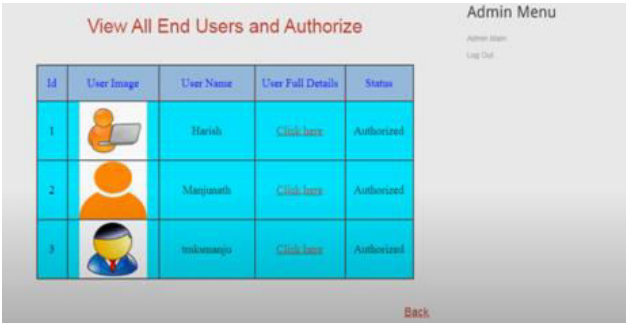 View All End Users and Authorize
Id User Image User Name User Full Details Status
1 Harish Click here Authorized
2 Manjunath Click here Authorized
3 tmksmanju Click here Authorized
Back
Admin Menu
Admin Main
Log Out